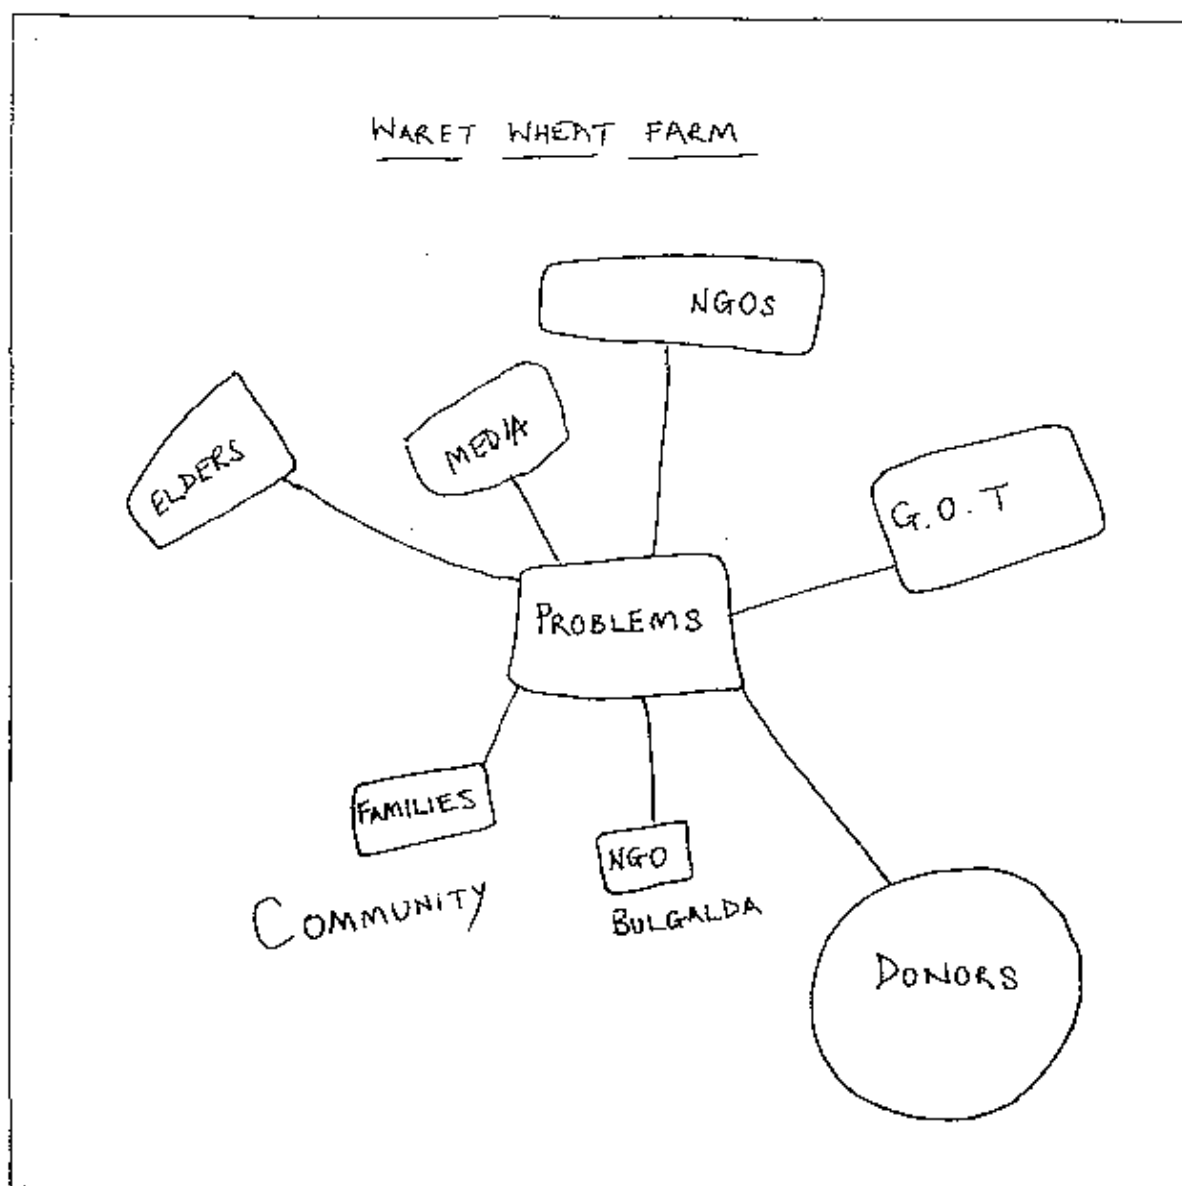 WARET WHEAT FARM
NGOS
MEDIA
ELDERS
G.O.T
PROBLEMS
FAMILIES
COMMUNITY
NGO
BULGALDA
DONORS